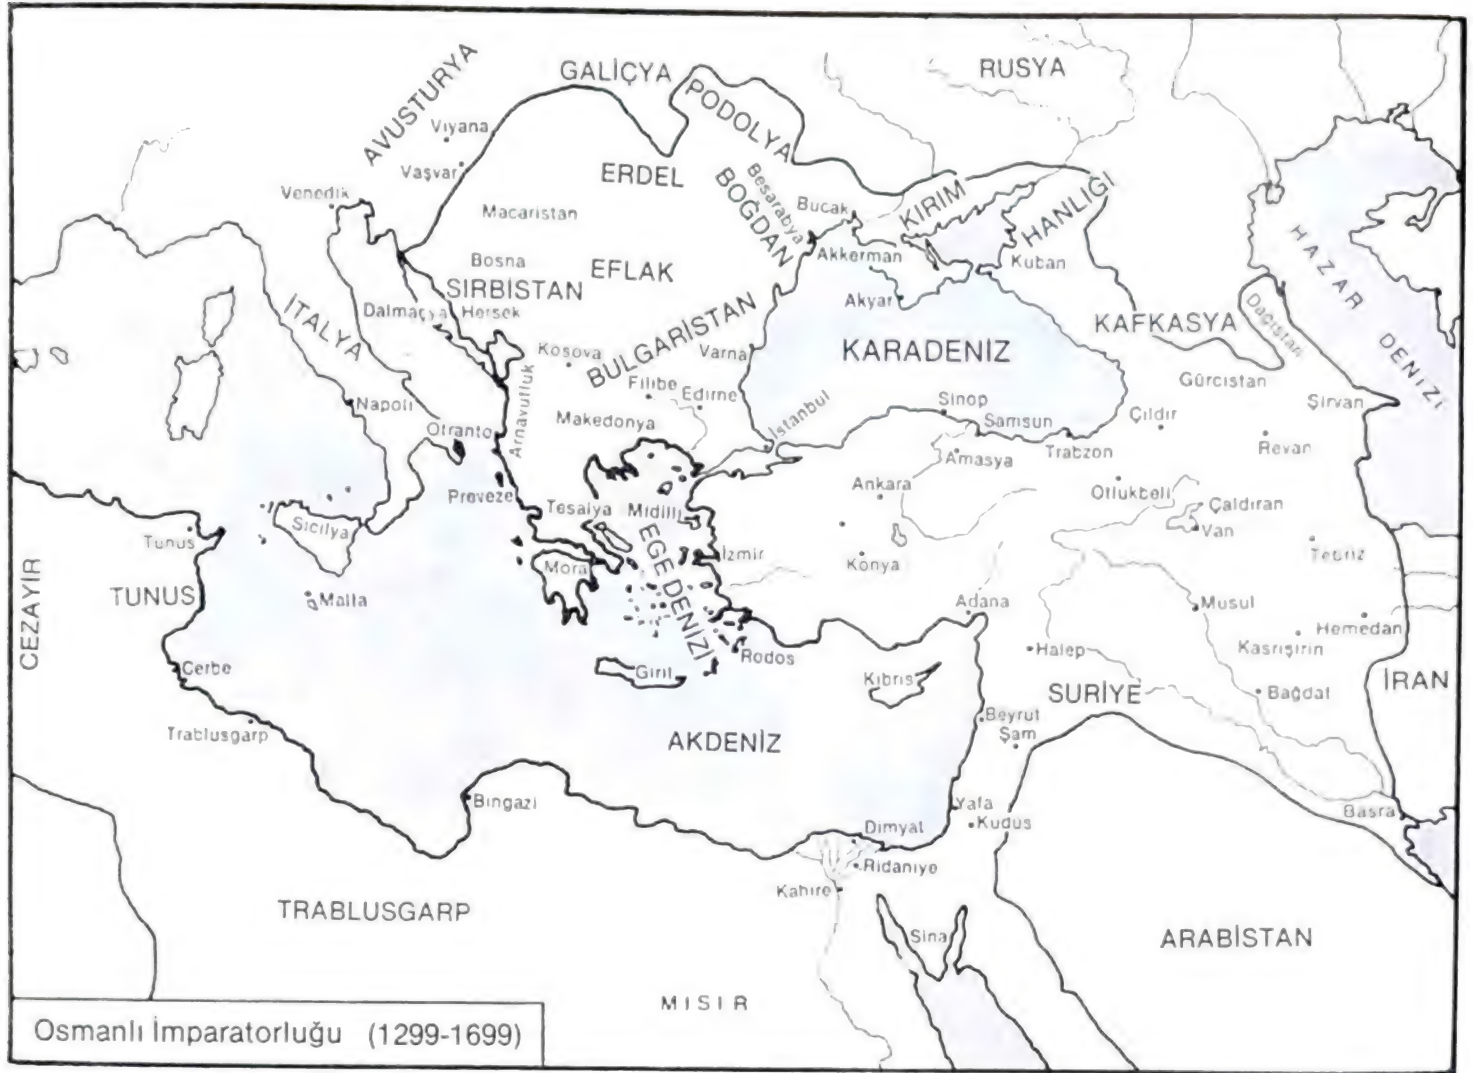 GALİÇYA
RUSYA
AVUSTURYA
PODOLYA
Viyana
Vaşvar
ERDEL
BOĞDAN
Besarabya
Bucak
KIRIM
HANLIĞI
Venedik
Macaristan
Akkerman
Kuban
HAZAR DENİZİ
Bosna
EFLAK
SIRBİSTAN
Akyar
İTALYA
Dalmaçya
Hersek
BULGARİSTAN
KAFKASYA
Dağıstan
Kosova
Varna
KARADENİZ
Gürcistan
Arnavutluk
Filibe
Edirne
Napoli
Makedonya
İstanbul
Sinop
Samsun
Çıldır
Şirvan
Otranto
Amasya
Trabzon
Revan
Preveze
Tesalya
Midilli
Ankara
Otlukbeli
Çaldıran
Sicilya
Van
Tunus
EGE DENİZİ
İzmir
Konya
Tebriz
CEZAYİR
TUNUS
Mora
Malta
Adana
Musul
Hemedan
Kasrışirin
Cerbe
Girit
Rodos
Kıbrıs
Halep
SURİYE
Bağdat
İRAN
Trablusgarp
AKDENİZ
Beyrut
Şam
Bingazi
Yafa
Kudüs
Basra
Dimyat
Ridaniye
Kahire
TRABLUSGARP
Sina
ARABİSTAN
MISIR
Osmanlı İmparatorluğu (1299-1699)